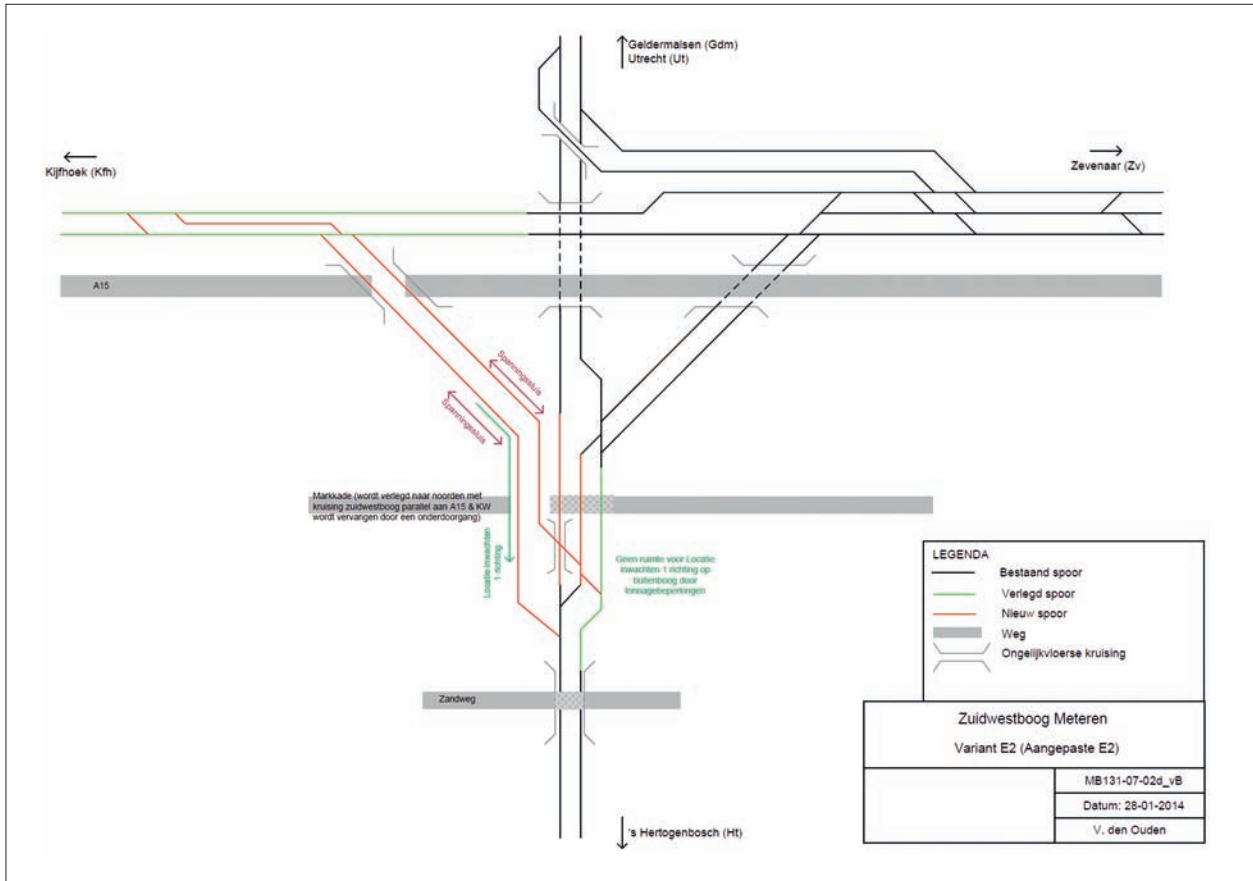 Geldermalsen (Gdm)
Utrecht (Ut)
Kijfhoek (Kfh)
Zevenaar (Zv)
A15
Spanningssluis
Spanningssluis
Markkade (wordt verlegd naar noorden met
kruising zuidwestboog parallel aan A15 & KW
wordt vervangen door een onderdoorgang)
Locatie inwachten
1 richting
Geen ruimte voor Locatie
inwachten 1 richting op
buitenboog door
tonnagebeperkingen
LEGENDA
Bestaand spoor
Verlegd spoor
Nieuw spoor
Weg
Ongelijkvloerse kruising
Zandweg
Zuidwestboog Meteren
Variant E2 (Aangepaste E2)
MB131-07-02d_vB
Datum: 28-01-2014
V. den Ouden
's Hertogenbosch (Ht)